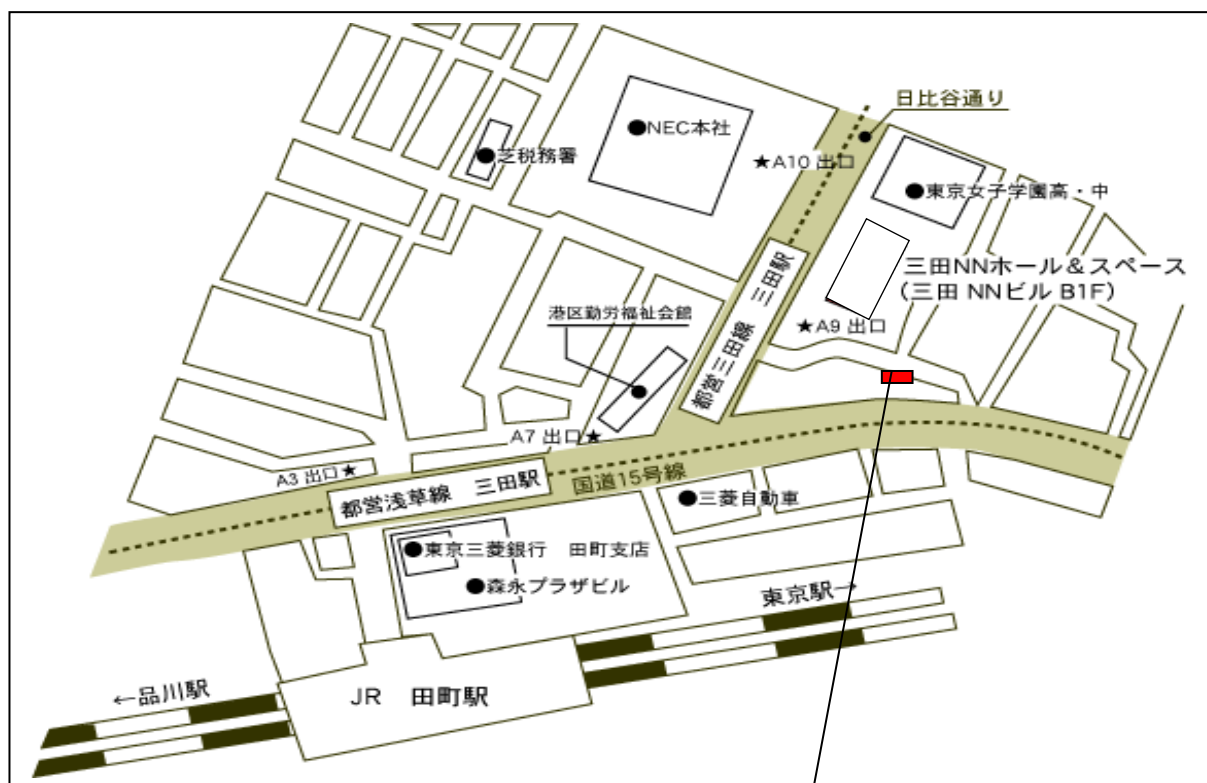 日比谷通り
●NEC本社
●芝税務署
★A10 出口
●東京女子学園高・中
三田NNホール＆スペース
（三田 NNビル B1F）
都営三田線　三田駅
港区勤労福祉会館
★A9 出口
A7 出口★
A3 出口★
国道15号線
都営浅草線　三田駅
●三菱自動車
●東京三菱銀行　田町支店
●森永プラザビル
東京駅→
←品川駅
JR　田町駅